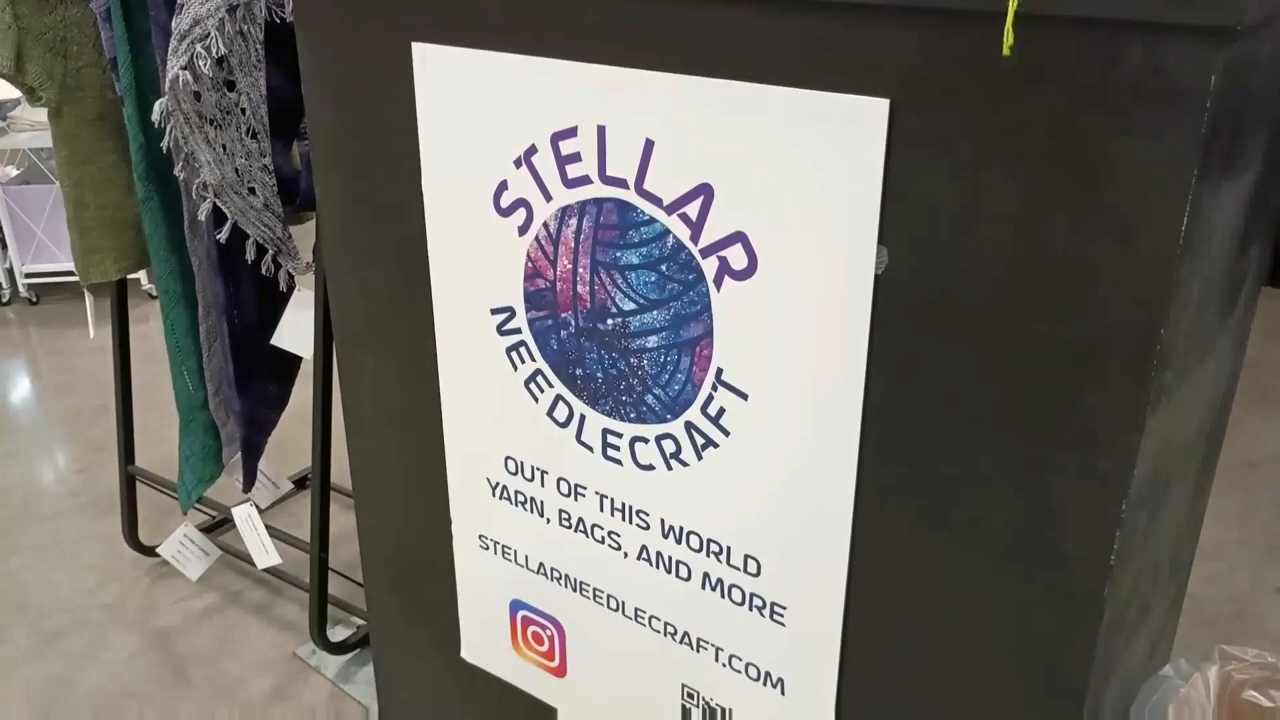 STELLAR
NEEDLECRAFT
OUT OF THIS WORLD
YARN, BAGS, AND MORE
STELLARNEEDLECRAFT.COM